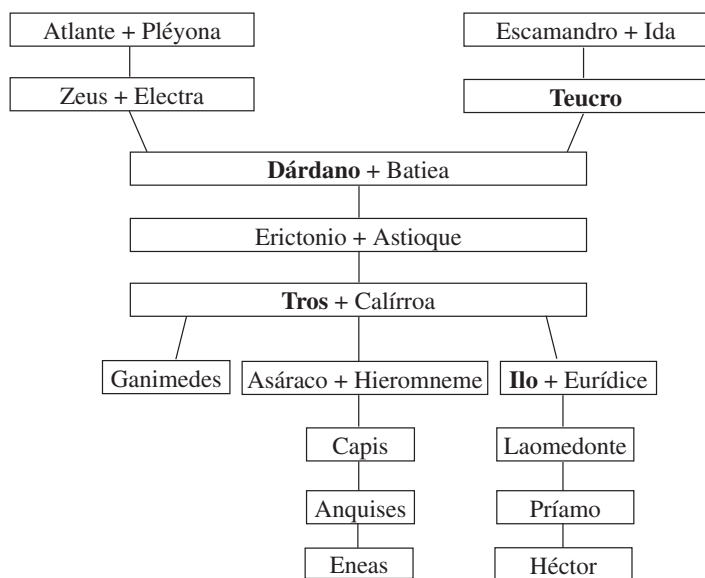 Atlante + Pléyona
Escamandro + Ida
Zeus + Electra
Teucro
Dárdano + Batiea
Erictonio + Astioque
Tros + Calírroa
Ganimedes
Asáraco + Hieromneme
Ilo + Eurídice
Capis
Laomedonte
Anquises
Príamo
Eneas
Héctor